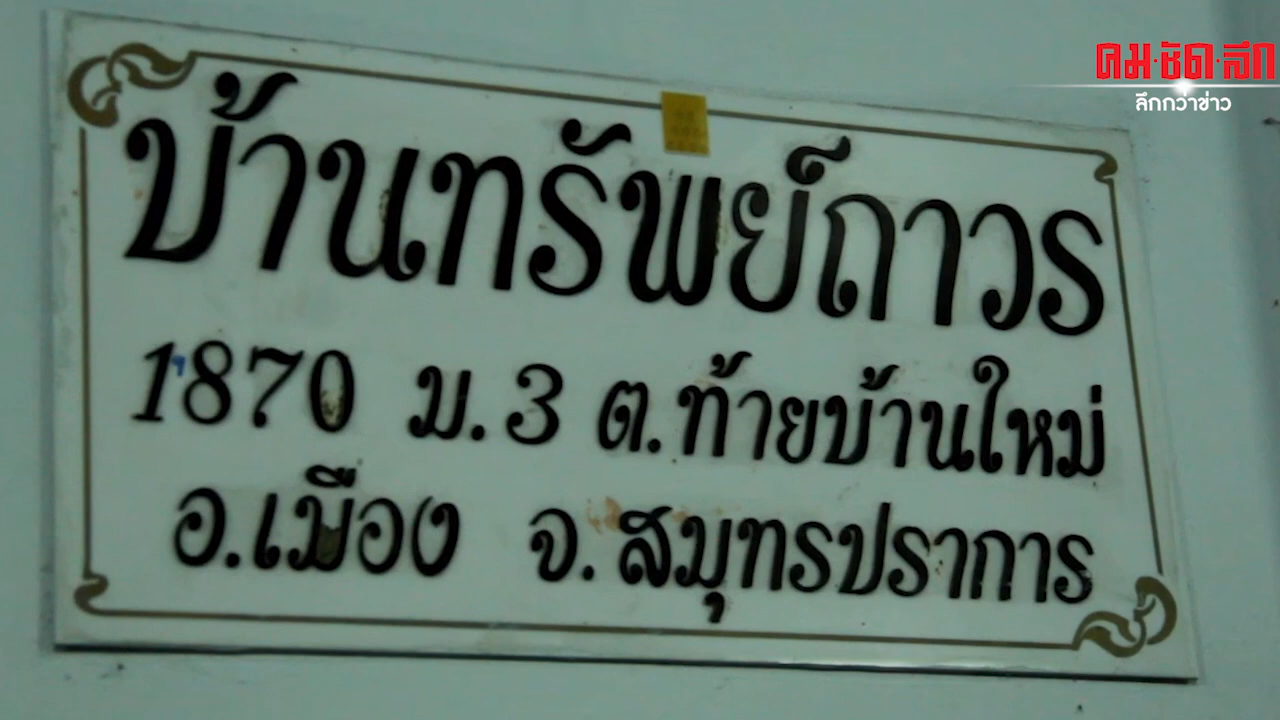 คม·ชัด·ลึก
ลึกกว่าข่าว
บ้านทรัพย์ถาวร
1870 ม.3 ต.ท้ายบ้านใหม่
อ.เมือง จ.สมุทรปราการ